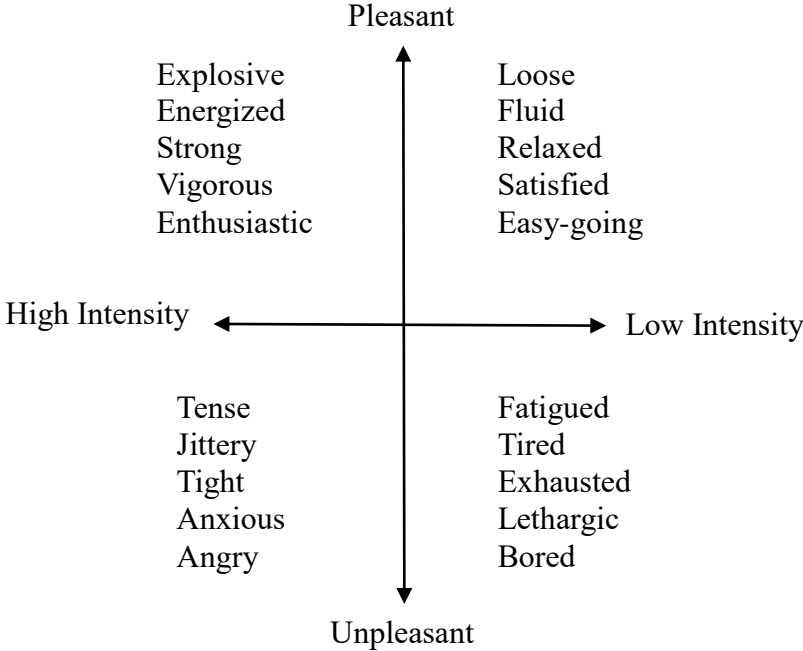 Pleasant
Explosive
Energized
Strong
Vigorous
Enthusiastic
Loose
Fluid
Relaxed
Satisfied
Easy-going
High Intensity
Low Intensity
Tense
Jittery
Tight
Anxious
Angry
Fatigued
Tired
Exhausted
Lethargic
Bored
Unpleasant